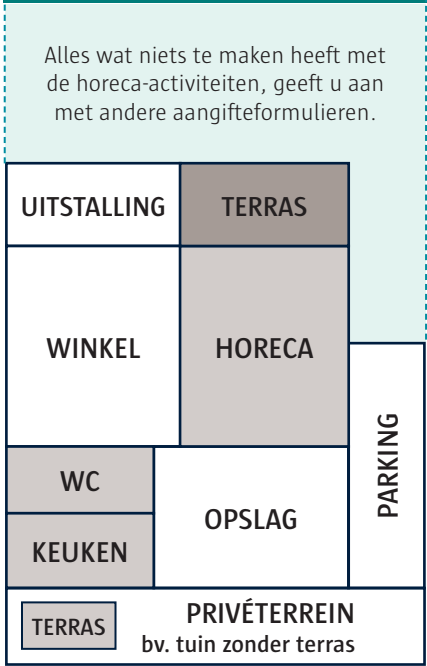 Alles wat niets te maken heeft met
de horeca-activiteiten, geeft u aan
met andere aangifteformulieren.
UITSTALLING
TERRAS
WINKEL
HORECA
PARKING
WC
OPSLAG
KEUKEN
TERRAS
PRIVÉTERREIN
bv. tuin zonder terras